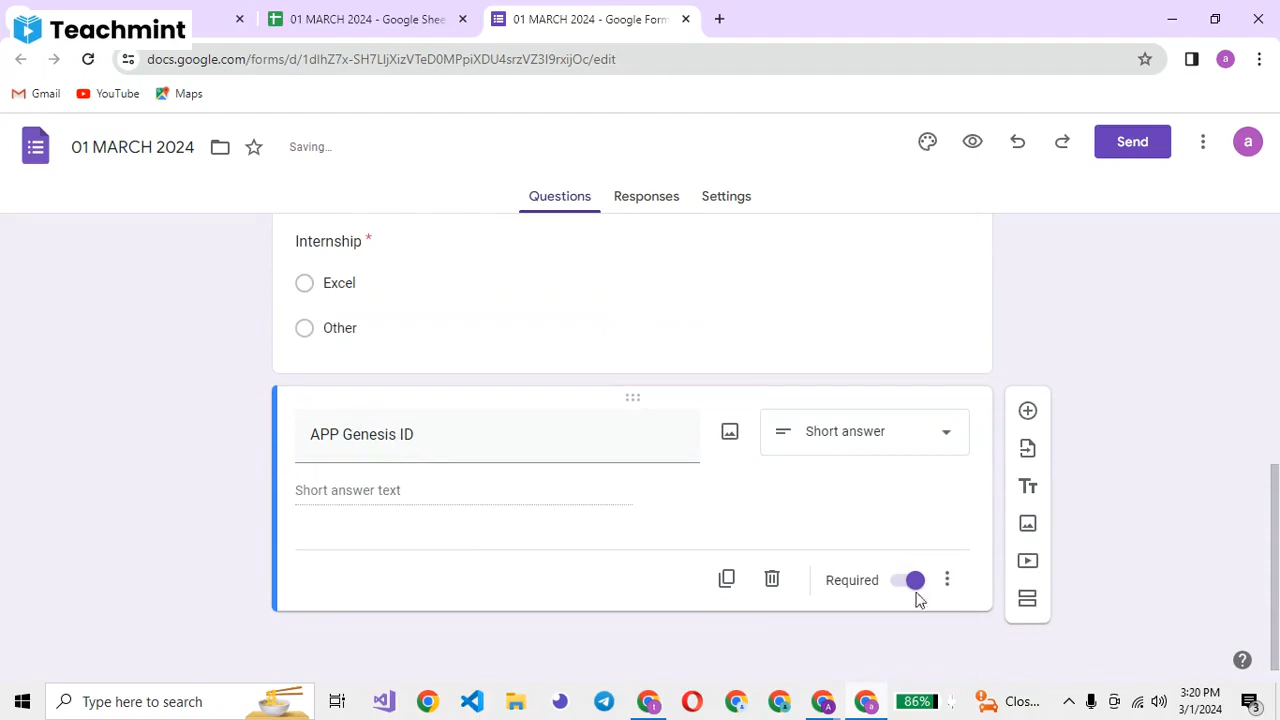 Teachmint
01 MARCH 2024 - Google Shee
01 MARCH 2024 - Google Form
docs.google.com/forms/d/1dlhZ7x-SH7LljXizVTeD0MPpiXDU4srzVZ3I9rxijOc/edit
a
Gmail
YouTube
Maps
01 MARCH 2024
Saving...
Send
a
Questions
Responses
Settings
Internship *
Excel
Other
APP Genesis ID
Short answer
Short answer text
Required
Type here to search
86%
Clos...
3:20 PM
3/1/2024
3